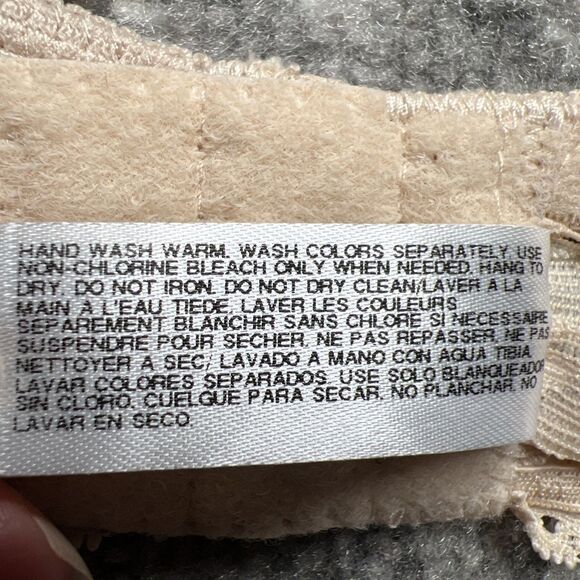 HAND WASH WARM. WASH COLORS SEPARATELY USE
NON-CHLORINE BLEACH ONLY WHEN NEEDED. HANG TO
DRY. DO NOT IRON. DO NOT DRY CLEAN/LAVER A LA
MAIN A L'EAU TIEDE. LAVER LES COULEURS
SEPAREMENT BLANCHIR SANS CHLORE SI NECESSAIRE
SUSPENDRE POUR SECHER. NE PAS REPASSER. NE PAS
NETTOYER A SEC/ LAVADO A MANO CON AGUA TIBIA.
LAVAR COLORES SEPARADOS. USE SOLO BLANQUEADOR
SIN CLORO. CUELQUE PARA SECAR. NO PLANCHAR. NO
LAVAR EN SECO.